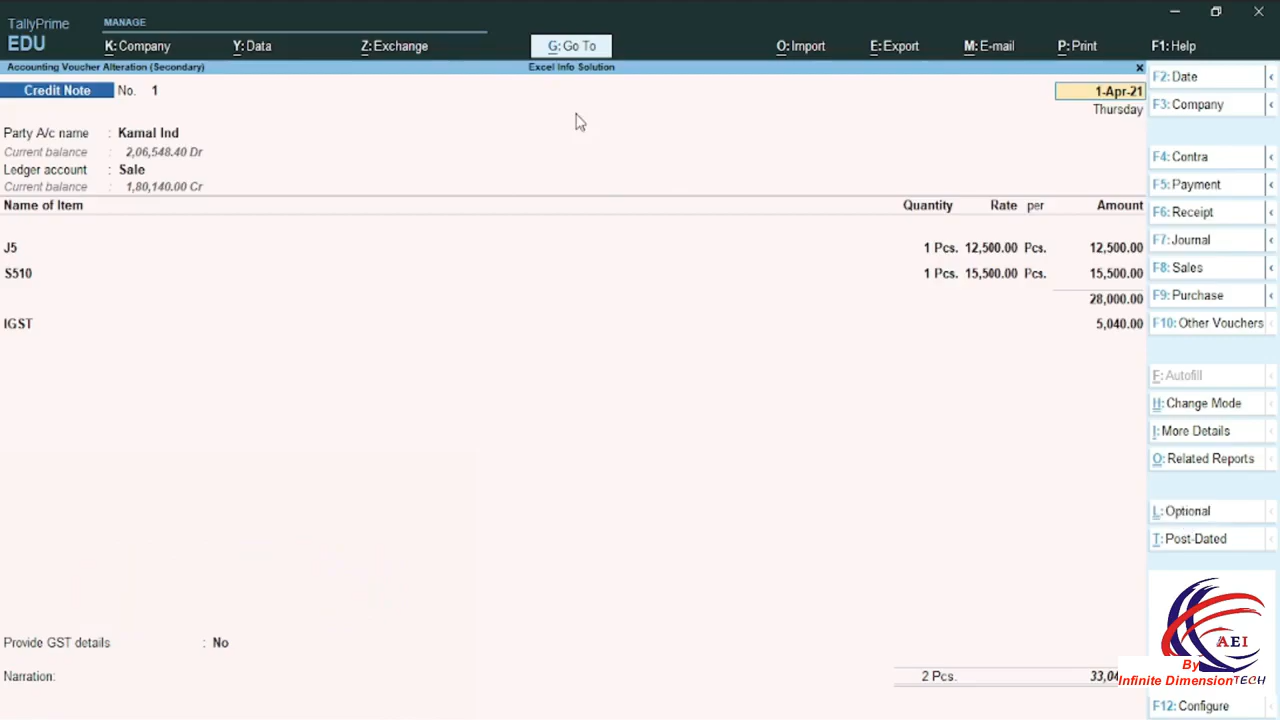 TallyPrime
EDU
MANAGE
K: Company
Y: Data
Z: Exchange
G: Go To
O: Import
E: Export
M: E-mail
P: Print
F1: Help
Accounting Voucher Alteration (Secondary)
Excel Info Solution
x
Credit Note No. 1
1-Apr-21
Thursday
Party A/c name : Kamal Ind
Current balance : 2,06,548.40 Dr
Ledger account : Sale
Current balance : 1,80,140.00 Cr
Name of Item Quantity Rate per Amount
J5 1 Pcs. 12,500.00 Pcs. 12,500.00
S510 1 Pcs. 15,500.00 Pcs. 15,500.00
28,000.00
IGST 5,040.00
Provide GST details : No
Narration: 2 Pcs.
F2: Date
F3: Company
F4: Contra
F5: Payment
F6: Receipt
F7: Journal
F8: Sales
F9: Purchase
F10: Other Vouchers
F: Autofill
H: Change Mode
I: More Details
O: Related Reports
L: Optional
T: Post-Dated
AEI
By
Infinite DimensionTECH
F12: Configure